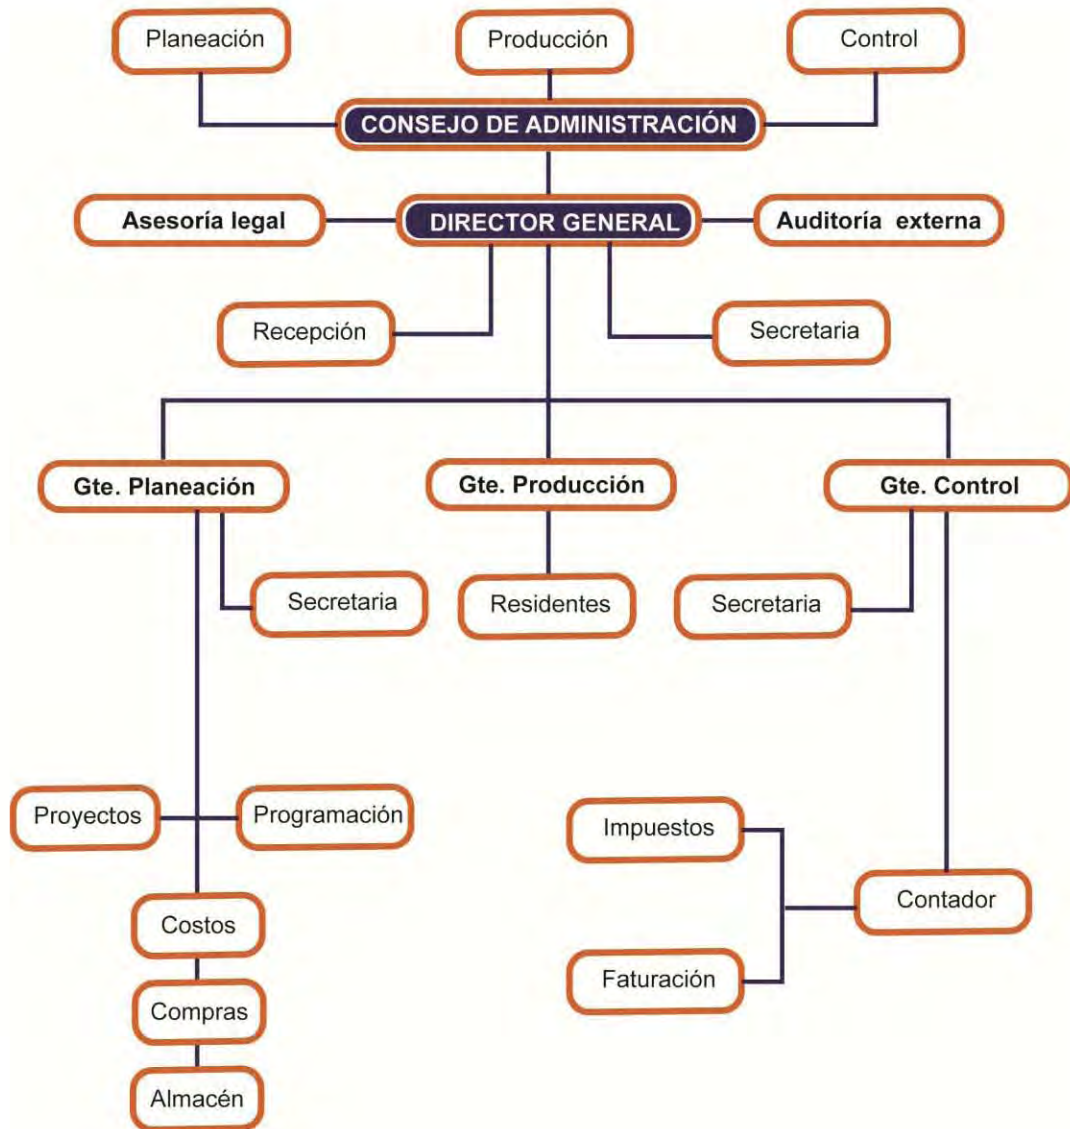 Planeación
Producción
Control
CONSEJO DE ADMINISTRACIÓN
Asesoría legal
DIRECTOR GENERAL
Auditoría externa
Recepción
Secretaria
Gte. Planeación
Gte. Producción
Gte. Control
Secretaria
Residentes
Secretaria
Proyectos
Programación
Impuestos
Contador
Costos
Faturación
Compras
Almacén